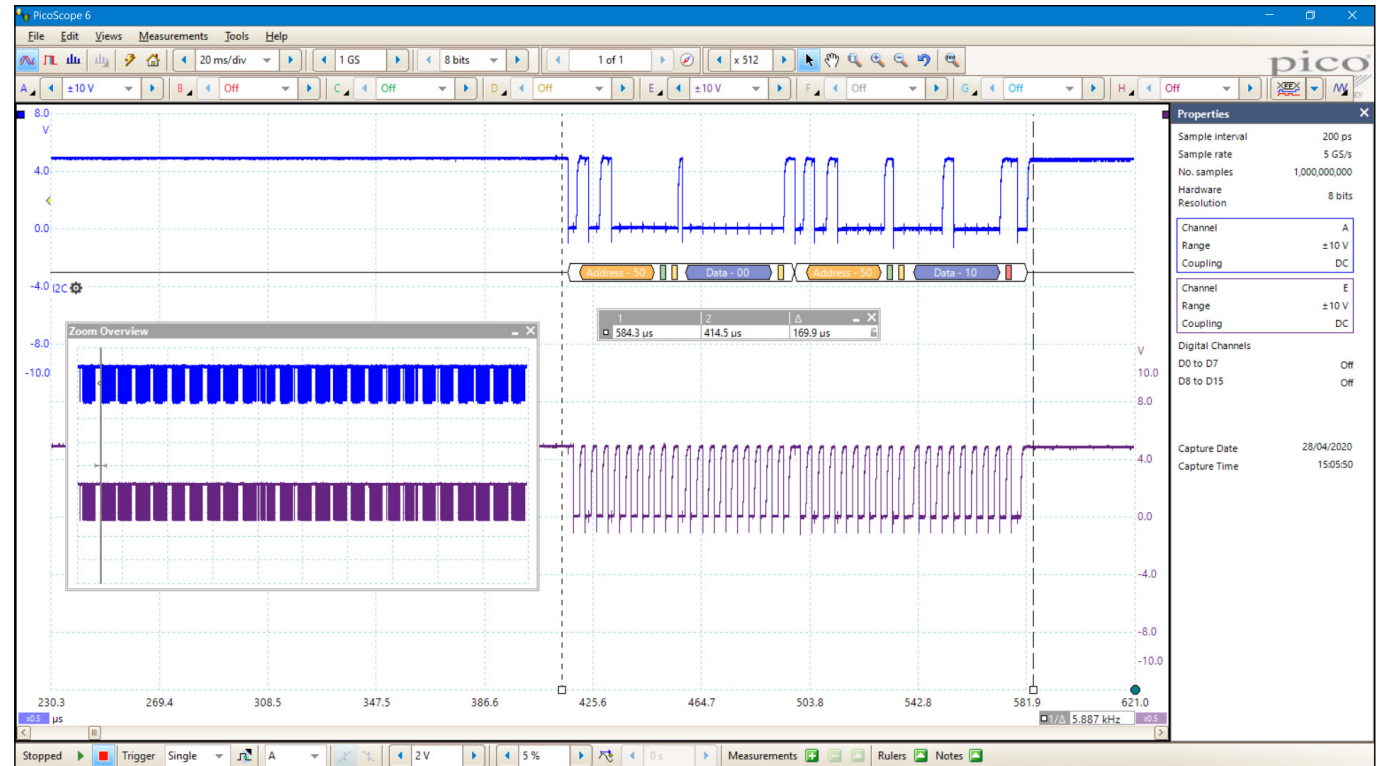 PicoScope 6
File Edit Views Measurements Tools Help
20 ms/div 1 GS 8 bits 1 of 1 x 512 pico
A ±10 V B Off C Off D Off E ±10 V F Off G Off H Off
8.0
V
4.0
0.0
-4.0 I2C
-8.0
-10.0
Address - 50 Data - 00 Address - 50 Data - 10
1 2 Δ
584.3 µs 414.5 µs 169.9 µs
Zoom Overview
V
10.0
8.0
4.0
0.0
-4.0
-8.0
-10.0
230.3 269.4 308.5 347.5 386.6 425.6 464.7 503.8 542.8 581.9 621.0
x0.5 µs 1/Δ 5.887 kHz x0.5
Properties
Sample interval 200 ps
Sample rate 5 GS/s
No. samples 1,000,000,000
Hardware
Resolution 8 bits
Channel A
Range ±10 V
Coupling DC
Channel E
Range ±10 V
Coupling DC
Digital Channels
D0 to D7 Off
D8 to D15 Off
Capture Date 28/04/2020
Capture Time 15:05:50
Stopped Trigger Single A 2 V 5 % 0 s Measurements Rulers Notes